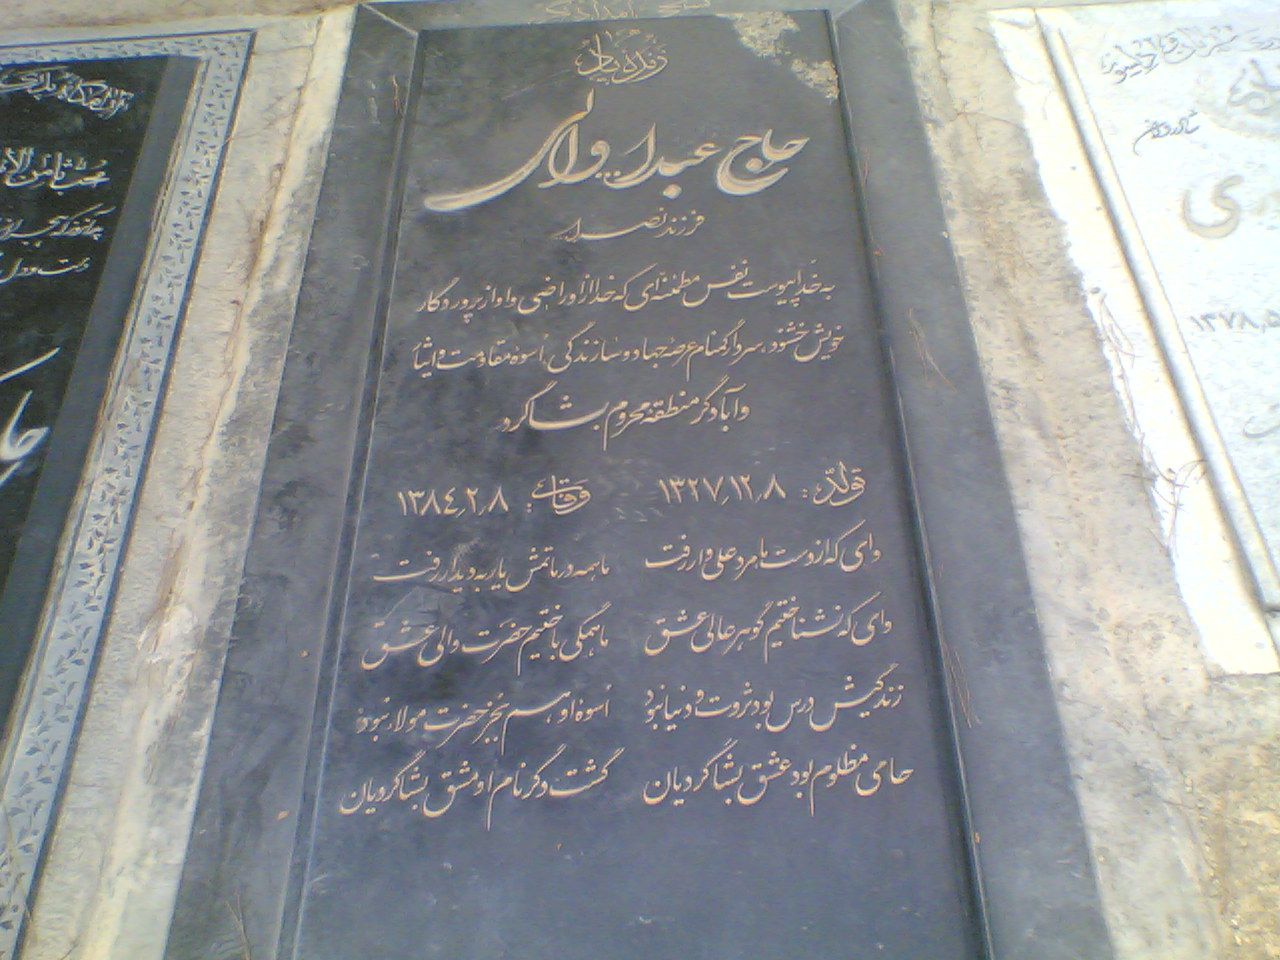 زنده یاد
حاج عبدالله والی
فرزند نصرالله
به خدا پیوست نفس مطمئنه‌ای که خدا از او راضی و او از پروردگار
خویش خشنود، سردار گمنام عرصه جهاد و سازندگی، اسوهٔ مقاومت و ایثار
و آبادگر منطقه محروم بشاگرد
تولد: ۱۳۲۷٫۱۲٫۸ وفات: ۱۳۸٤٫۲٫۸
وای که از دست ما مرد علی وار رفت ما همه در ماتمش یار به دیدار رفت
وای که نشناختیم گوهر عالی عشق ما همگی باختیم حضرت والی عشق
زندگیش درس بود ثروت و دنیا نبود اسوه او هم بجز حضرت مولا نبود
حامی مظلوم بود عشق بشاگردیان گشت دگر نام او مشق بشاگردیان
۱۳۷۸٫۵